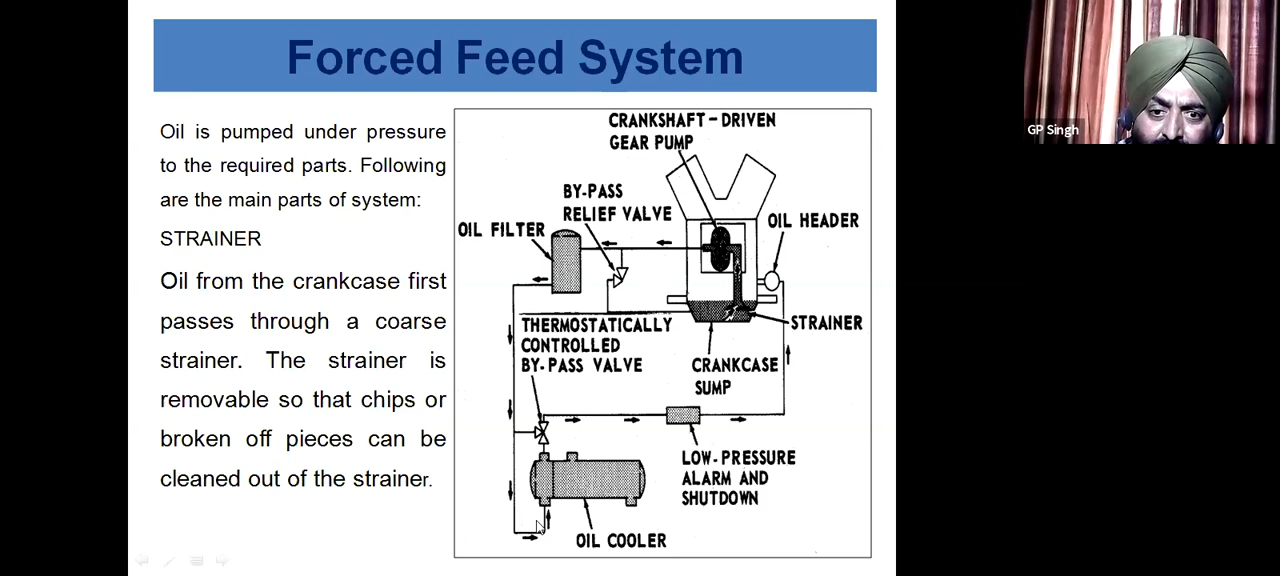 Forced Feed System
Oil is pumped under pressure
to the required parts. Following
are the main parts of system:
STRAINER
Oil from the crankcase first
passes through a coarse
strainer. The strainer is
removable so that chips or
broken off pieces can be
cleaned out of the strainer.
CRANKSHAFT-DRIVEN
GEAR PUMP
BY-PASS
RELIEF VALVE
OIL FILTER
OIL HEADER
STRAINER
THERMOSTATICALLY
CONTROLLED
BY-PASS VALVE
CRANKCASE
SUMP
LOW-PRESSURE
ALARM AND
SHUTDOWN
OIL COOLER
GP Singh